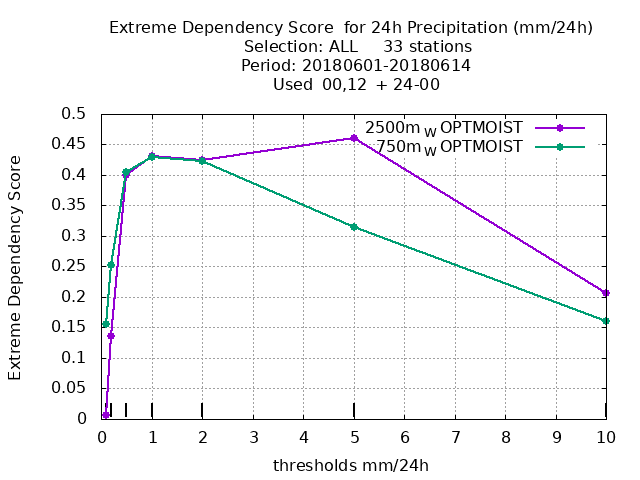 Extreme Dependency Score  for 24h Precipitation (mm/24h)
Selection: ALL     33 stations
Period: 20180601-20180614
Used  00,12  + 24-00
2500m W OPTMOIST
750m W OPTMOIST
Extreme Dependency Score
0.5
0.45
0.4
0.35
0.3
0.25
0.2
0.15
0.1
0.05
0
0 1 2 3 4 5 6 7 8 9 10
thresholds mm/24h